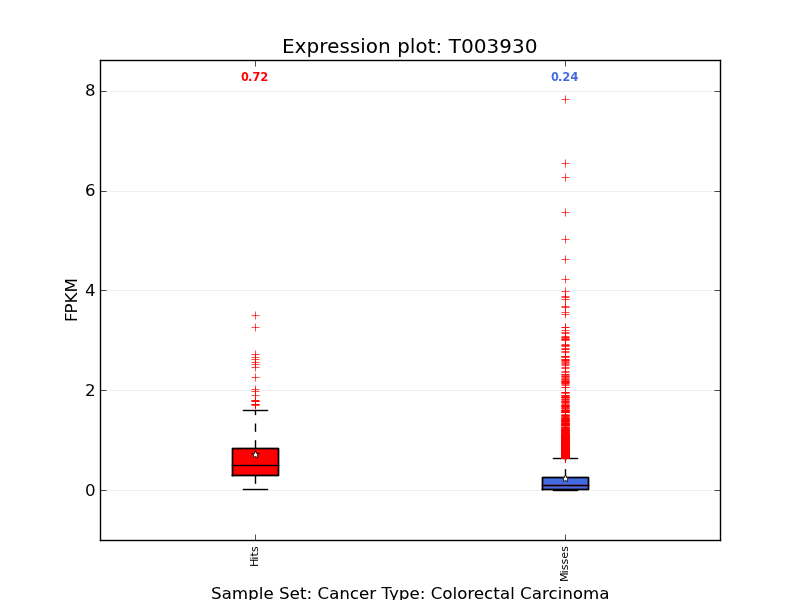 Expression plot: T003930
0.72
0.24
8
6
4
2
0
FPKM
Hits
Misses
Sample Set: Cancer Type: Colorectal Carcinoma